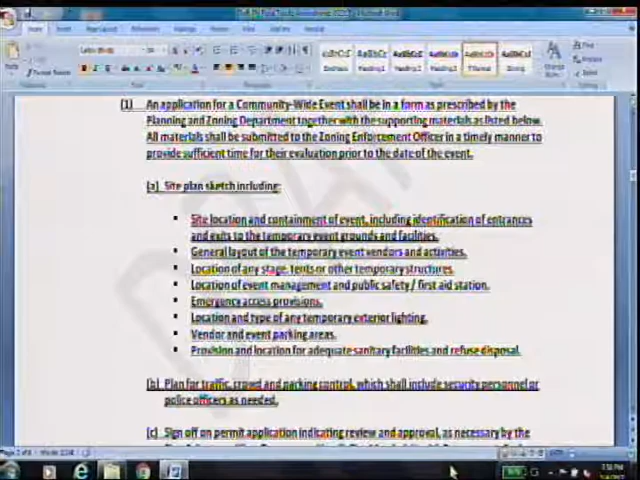 (1) An application for a Community-Wide Event shall be in a form as prescribed by the
Planning and Zoning Department together with the supporting materials as listed below.
All materials shall be submitted to the Zoning Enforcement Officer in a timely manner to
provide sufficient time for their evaluation prior to the date of the event.
(a) Site plan sketch including:
▪ Site location and containment of event, including identification of entrances
and exits to the temporary event grounds and facilities.
▪ General layout of the temporary event vendors and activities.
▪ Location of any stage, tents or other temporary structures.
▪ Location of event management and public safety / first aid station.
▪ Emergency access provisions.
▪ Location and type of any temporary exterior lighting.
▪ Vendor and event parking areas.
▪ Provision and location for adequate sanitary facilities and refuse disposal.
(b) Plan for traffic, crowd and parking control, which shall include security personnel or
police officers as needed.
(c) Sign off on permit application indicating review and approval, as necessary by the